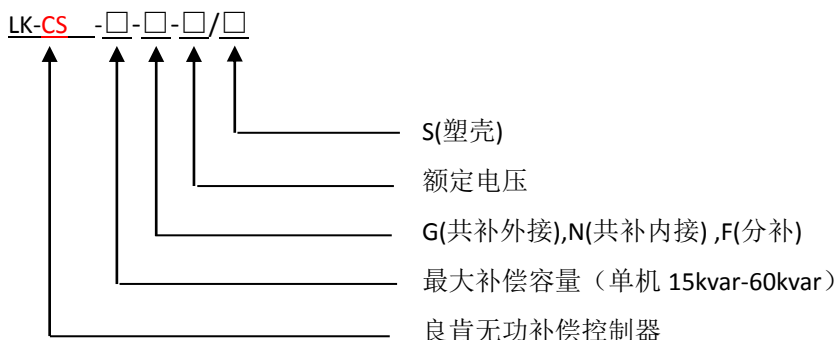 LK-CS -□-□-□/□
S(塑壳)
额定电压
G(共补外接),N(共补内接) ,F(分补)
最大补偿容量（单机 15kvar-60kvar）
良肯无功补偿控制器